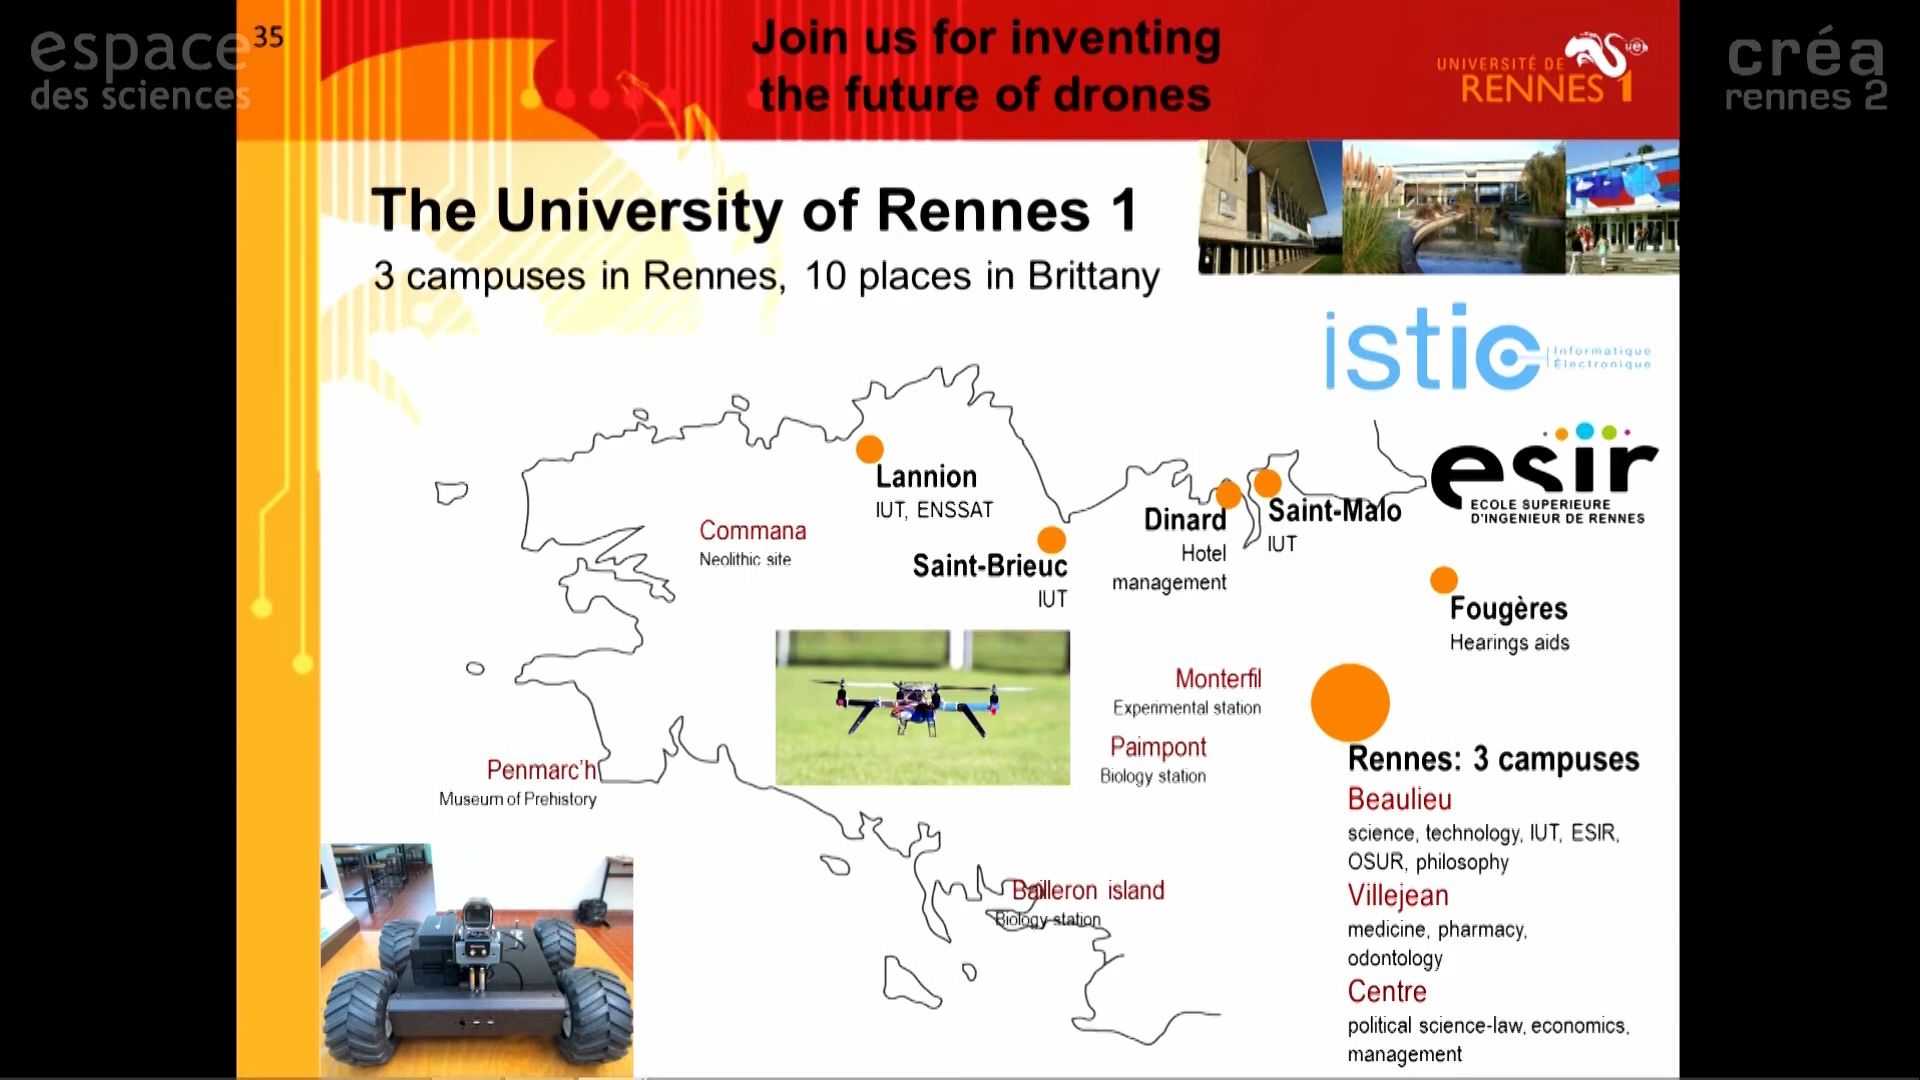 espace
des sciences
35
Join us for inventing
the future of drones
UNIVERSITÉ DE
RENNES 1
ueb
créa
rennes 2
The University of Rennes 1
3 campuses in Rennes, 10 places in Brittany
istic
Informatique
Électronique
esir
ECOLE SUPERIEURE
D'INGENIEUR DE RENNES
Lannion
IUT, ENSSAT
Commana
Neolithic site
Saint-Brieuc
IUT
Dinard
Hotel
management
Saint-Malo
IUT
Fougères
Hearings aids
Monterfil
Experimental station
Paimpont
Biology station
Penmarc'h
Museum of Prehistory
Bailleron island
Biology station
Rennes: 3 campuses
Beaulieu
science, technology, IUT, ESIR,
OSUR, philosophy
Villejean
medicine, pharmacy,
odontology
Centre
political science-law, economics,
management